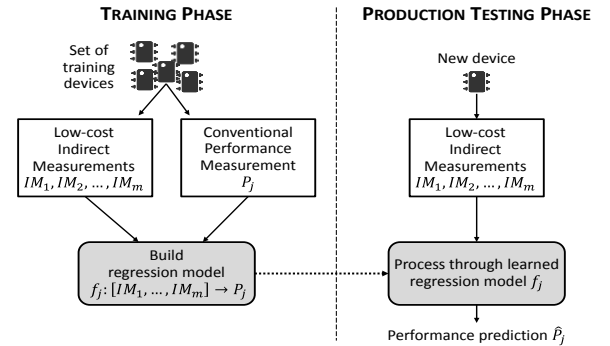 TRAINING PHASE
Set of
training
devices
Low-cost
Indirect
Measurements
IM₁, IM₂, … , IMₘ
Conventional
Performance
Measurement
Pⱼ
Build
regression model
fⱼ: [IM₁, … , IMₘ] → Pⱼ
PRODUCTION TESTING PHASE
New device
Low-cost
Indirect
Measurements
IM₁, IM₂, … , IMₘ
Process through learned
regression model fⱼ
Performance prediction P̂ⱼ